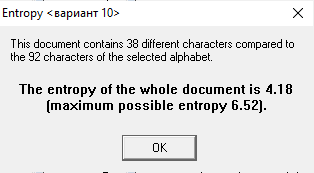 Entropy <вариант 10>
This document contains 38 different characters compared to
the 92 characters of the selected alphabet.
The entropy of the whole document is 4.18
(maximum possible entropy 6.52).
OK